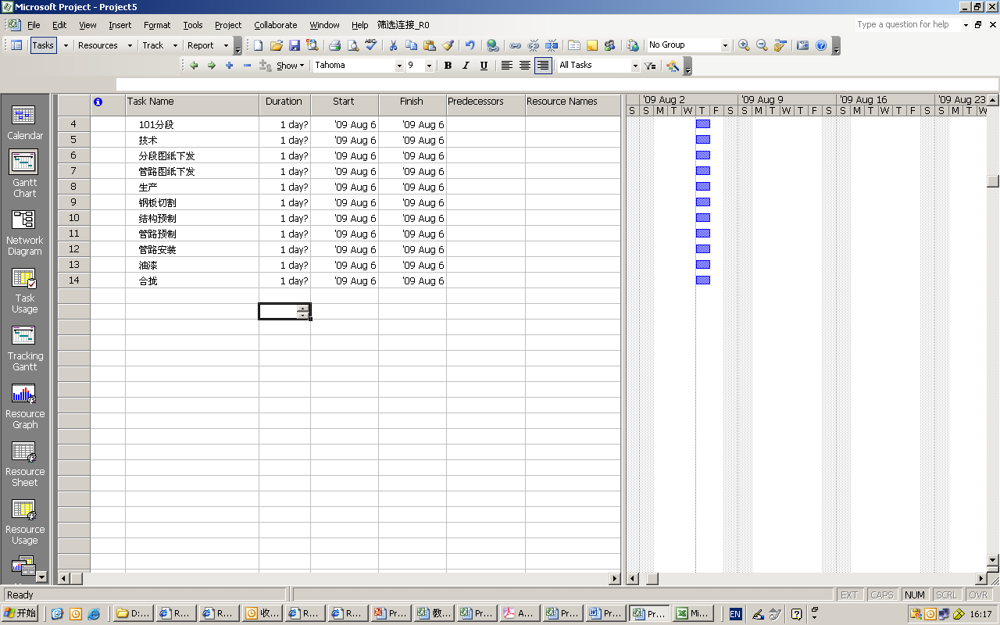 Microsoft Project - Project5
File Edit View Insert Format Tools Project Collaborate Window Help 筛选连接_R0
Type a question for help
Tasks Resources Track Report No Group
Show Tahoma 9 B I U All Tasks
Task Name Duration Start Finish Predecessors Resource Names
'09 Aug 2 '09 Aug 9 '09 Aug 16 '09 Aug 23
S S M T W T F S S M T W T F S S M T W T F S S M T W
4 101分段 1 day? '09 Aug 6 '09 Aug 6
5 技术 1 day? '09 Aug 6 '09 Aug 6
6 分段图纸下发 1 day? '09 Aug 6 '09 Aug 6
7 管路图纸下发 1 day? '09 Aug 6 '09 Aug 6
8 生产 1 day? '09 Aug 6 '09 Aug 6
9 钢板切割 1 day? '09 Aug 6 '09 Aug 6
10 结构预制 1 day? '09 Aug 6 '09 Aug 6
11 管路预制 1 day? '09 Aug 6 '09 Aug 6
12 管路安装 1 day? '09 Aug 6 '09 Aug 6
13 油漆 1 day? '09 Aug 6 '09 Aug 6
14 合拢 1 day? '09 Aug 6 '09 Aug 6
Calendar
Gantt
Chart
Network
Diagram
Task
Usage
Tracking
Gantt
Resource
Graph
Resource
Sheet
Resource
Usage
Ready
EXT CAPS NUM SCRL OVR
开始 D:... R... R... 收... R... R... Pr... 教... Pr... A... Pr... Pr... Pr... Mi... EN 16:17